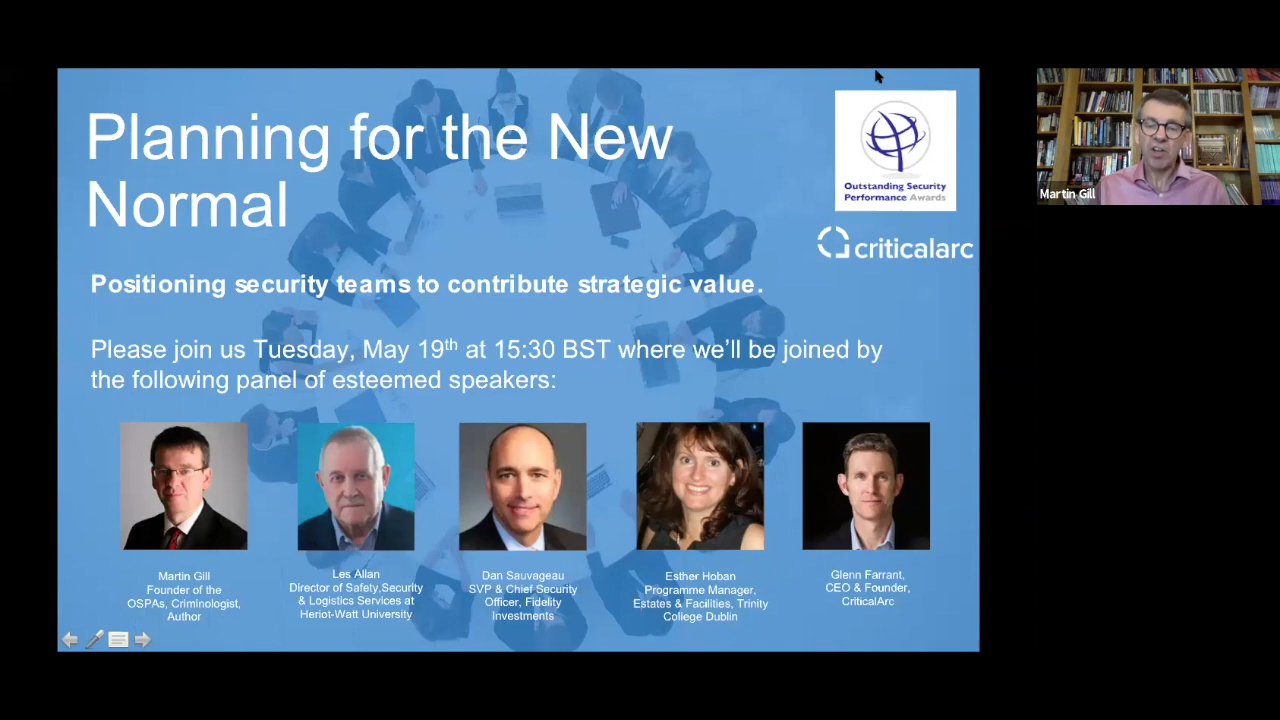 Planning for the New
Normal
Outstanding Security
Performance Awards
criticalarc
Martin Gill
Positioning security teams to contribute strategic value.
Please join us Tuesday, May 19th at 15:30 BST where we’ll be joined by
the following panel of esteemed speakers:
Martin Gill
Founder of the
OSPAs, Criminologist,
Author
Les Allan
Director of Safety,Security
& Logistics Services at
Heriot-Watt University
Dan Sauvageau
SVP & Chief Security
Officer, Fidelity
Investments
Esther Hoban
Programme Manager,
Estates & Facilities, Trinity
College Dublin
Glenn Farrant,
CEO & Founder,
CriticalArc